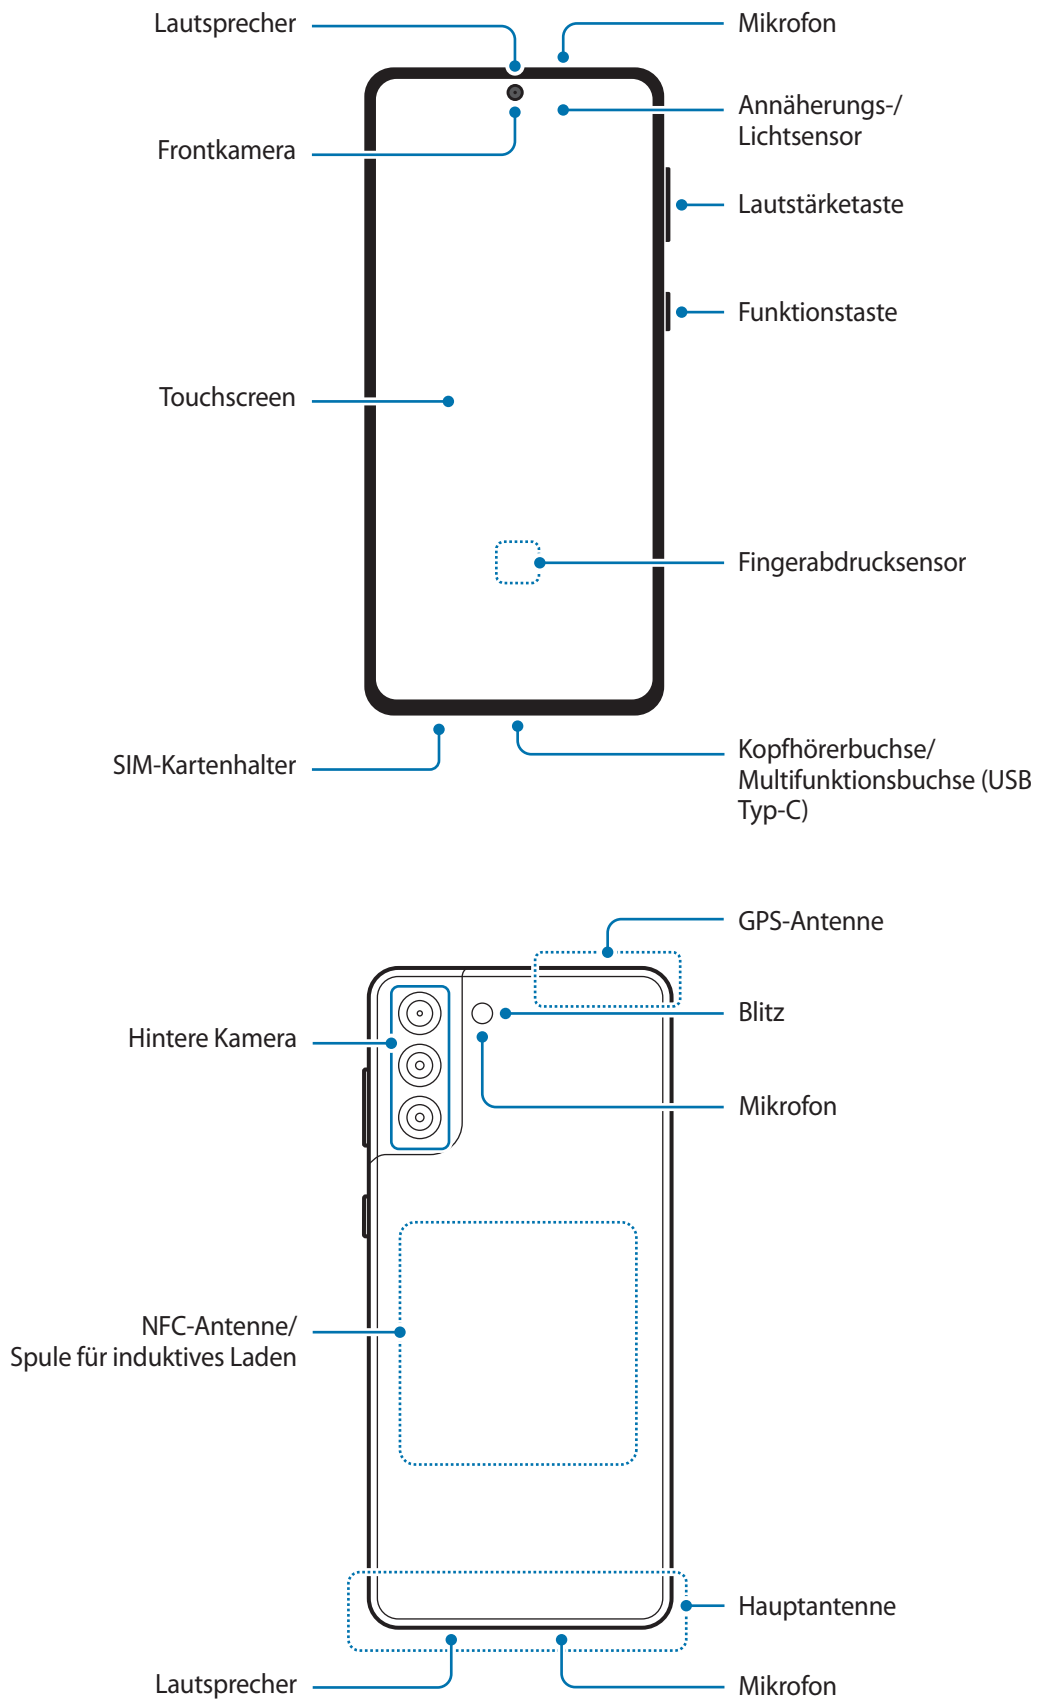 Lautsprecher
Mikrofon
Annäherungs-/
Lichtsensor
Frontkamera
Lautstärketaste
Funktionstaste
Touchscreen
Fingerabdrucksensor
SIM-Kartenhalter
Kopfhörerbuchse/
Multifunktionsbuchse (USB
Typ-C)
GPS-Antenne
Blitz
Hintere Kamera
Mikrofon
NFC-Antenne/
Spule für induktives Laden
Hauptantenne
Lautsprecher
Mikrofon